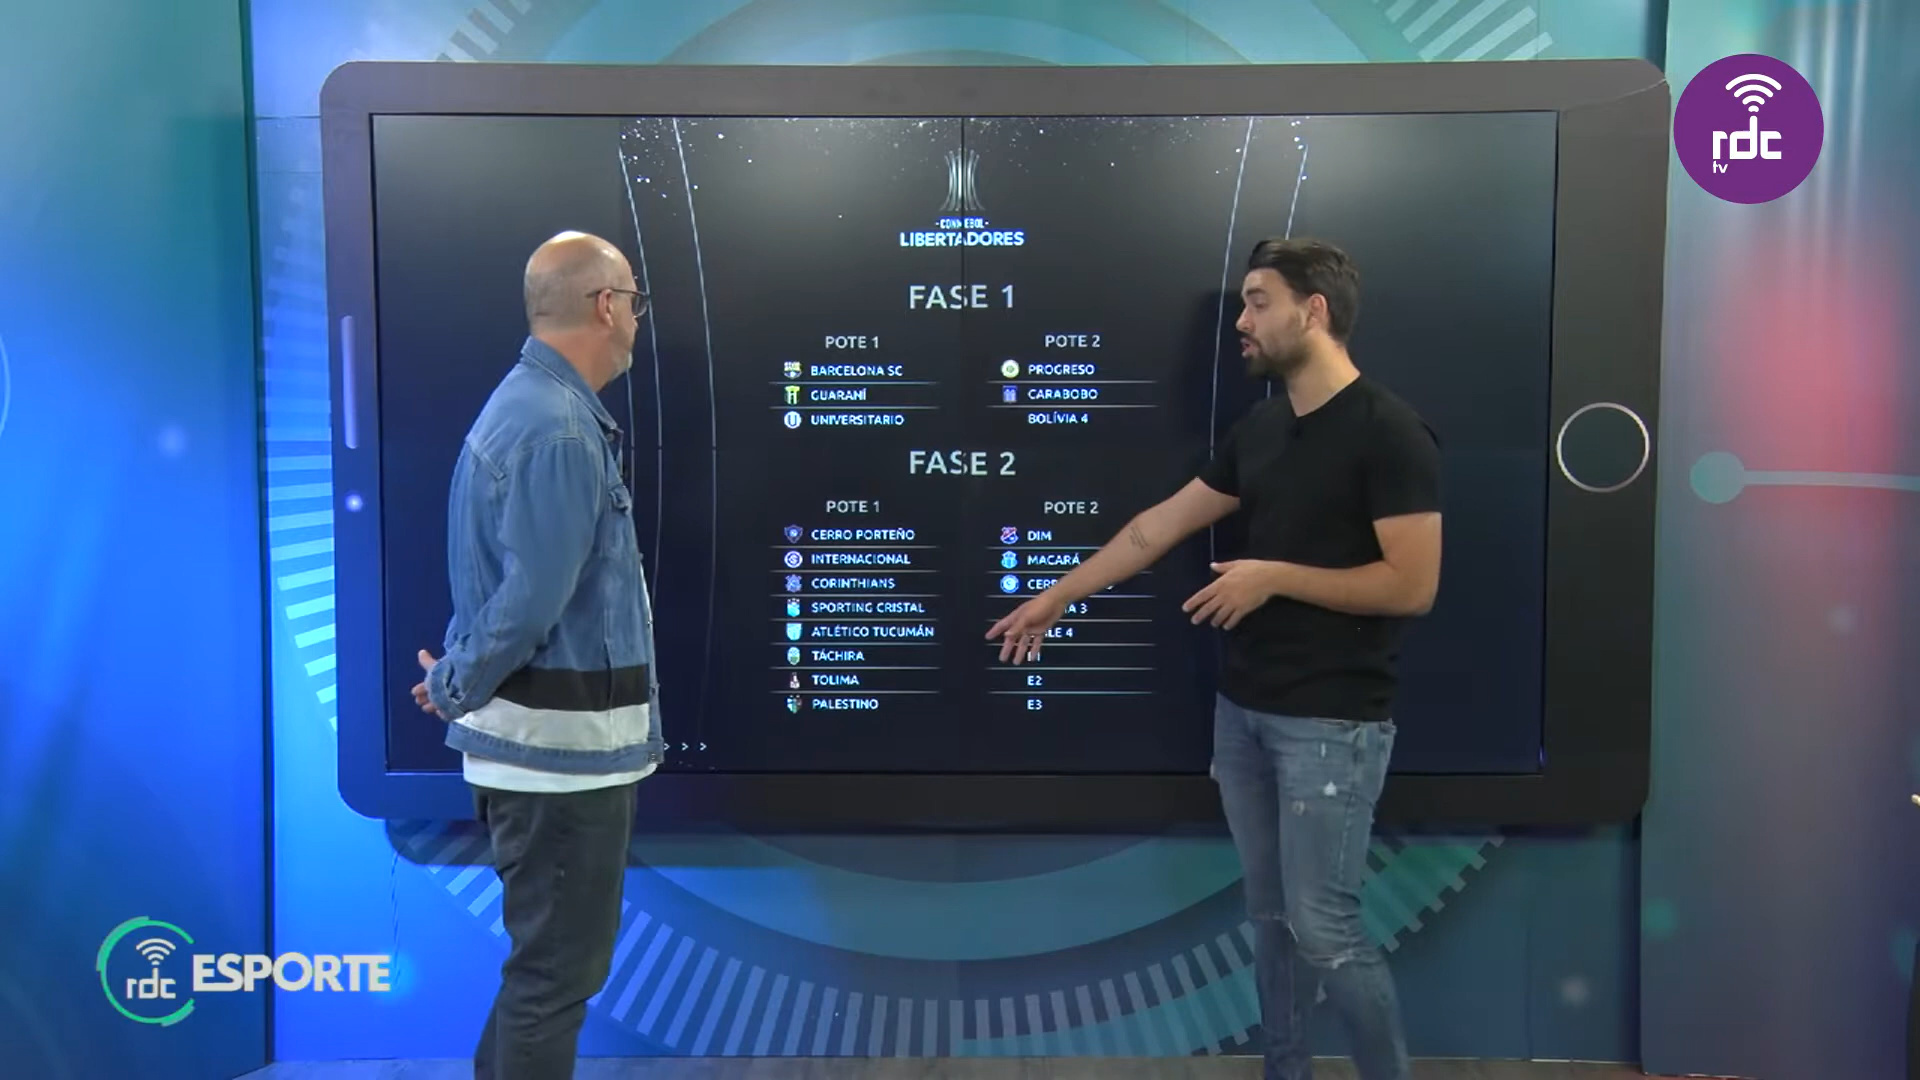 rdc
tv
CONMEBOL
LIBERTADORES
FASE 1
POTE 1
POTE 2
BARCELONA SC
PROGRESO
GUARANÍ
CARABOBO
UNIVERSITARIO
BOLÍVIA 4
FASE 2
POTE 1
POTE 2
CERRO PORTEÑO
DIM
INTERNACIONAL
MACARÁ
CORINTHIANS
SPORTING CRISTAL
3
ATLÉTICO TUCUMÁN
4
TÁCHIRA
TOLIMA
E2
PALESTINO
E3
> > >
rdc ESPORTE